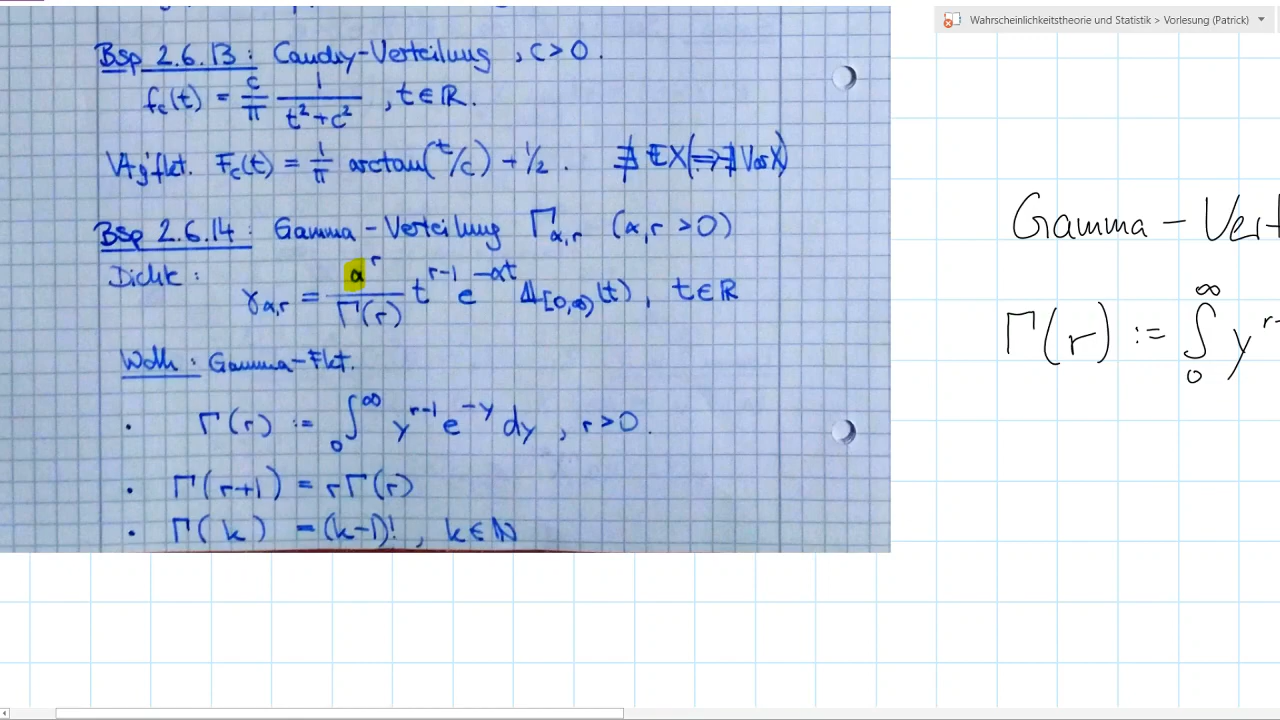 Wahrscheinlichkeitstheorie und Statistik > Vorlesung (Patrick)
Bsp 2.6.13: Cauchy-Verteilung, c > 0.
f_c(t) = c/π 1/(t² + c²), t ∈ ℝ.
Vtg'fkt. F_c(t) = 1/π arctan(t/c) + 1/2. ∄ EX (⇒ ∄ Var X)
Bsp 2.6.14: Gamma-Verteilung Γ_{α,r} (α,r > 0)
Dichte:
γ_{α,r} = α^r/Γ(r) t^{r-1} e^{-αt} 𝟙_{[0,∞)}(t), t ∈ ℝ
Wdh: Gamma-Fkt.
· Γ(r) := ∫_0^∞ y^{r-1} e^{-y} dy, r > 0.
· Γ(r+1) = rΓ(r)
· Γ(k) = (k-1)!, k ∈ ℕ
Gamma - Vert
Γ(r) := ∫_0^∞ y^{r-